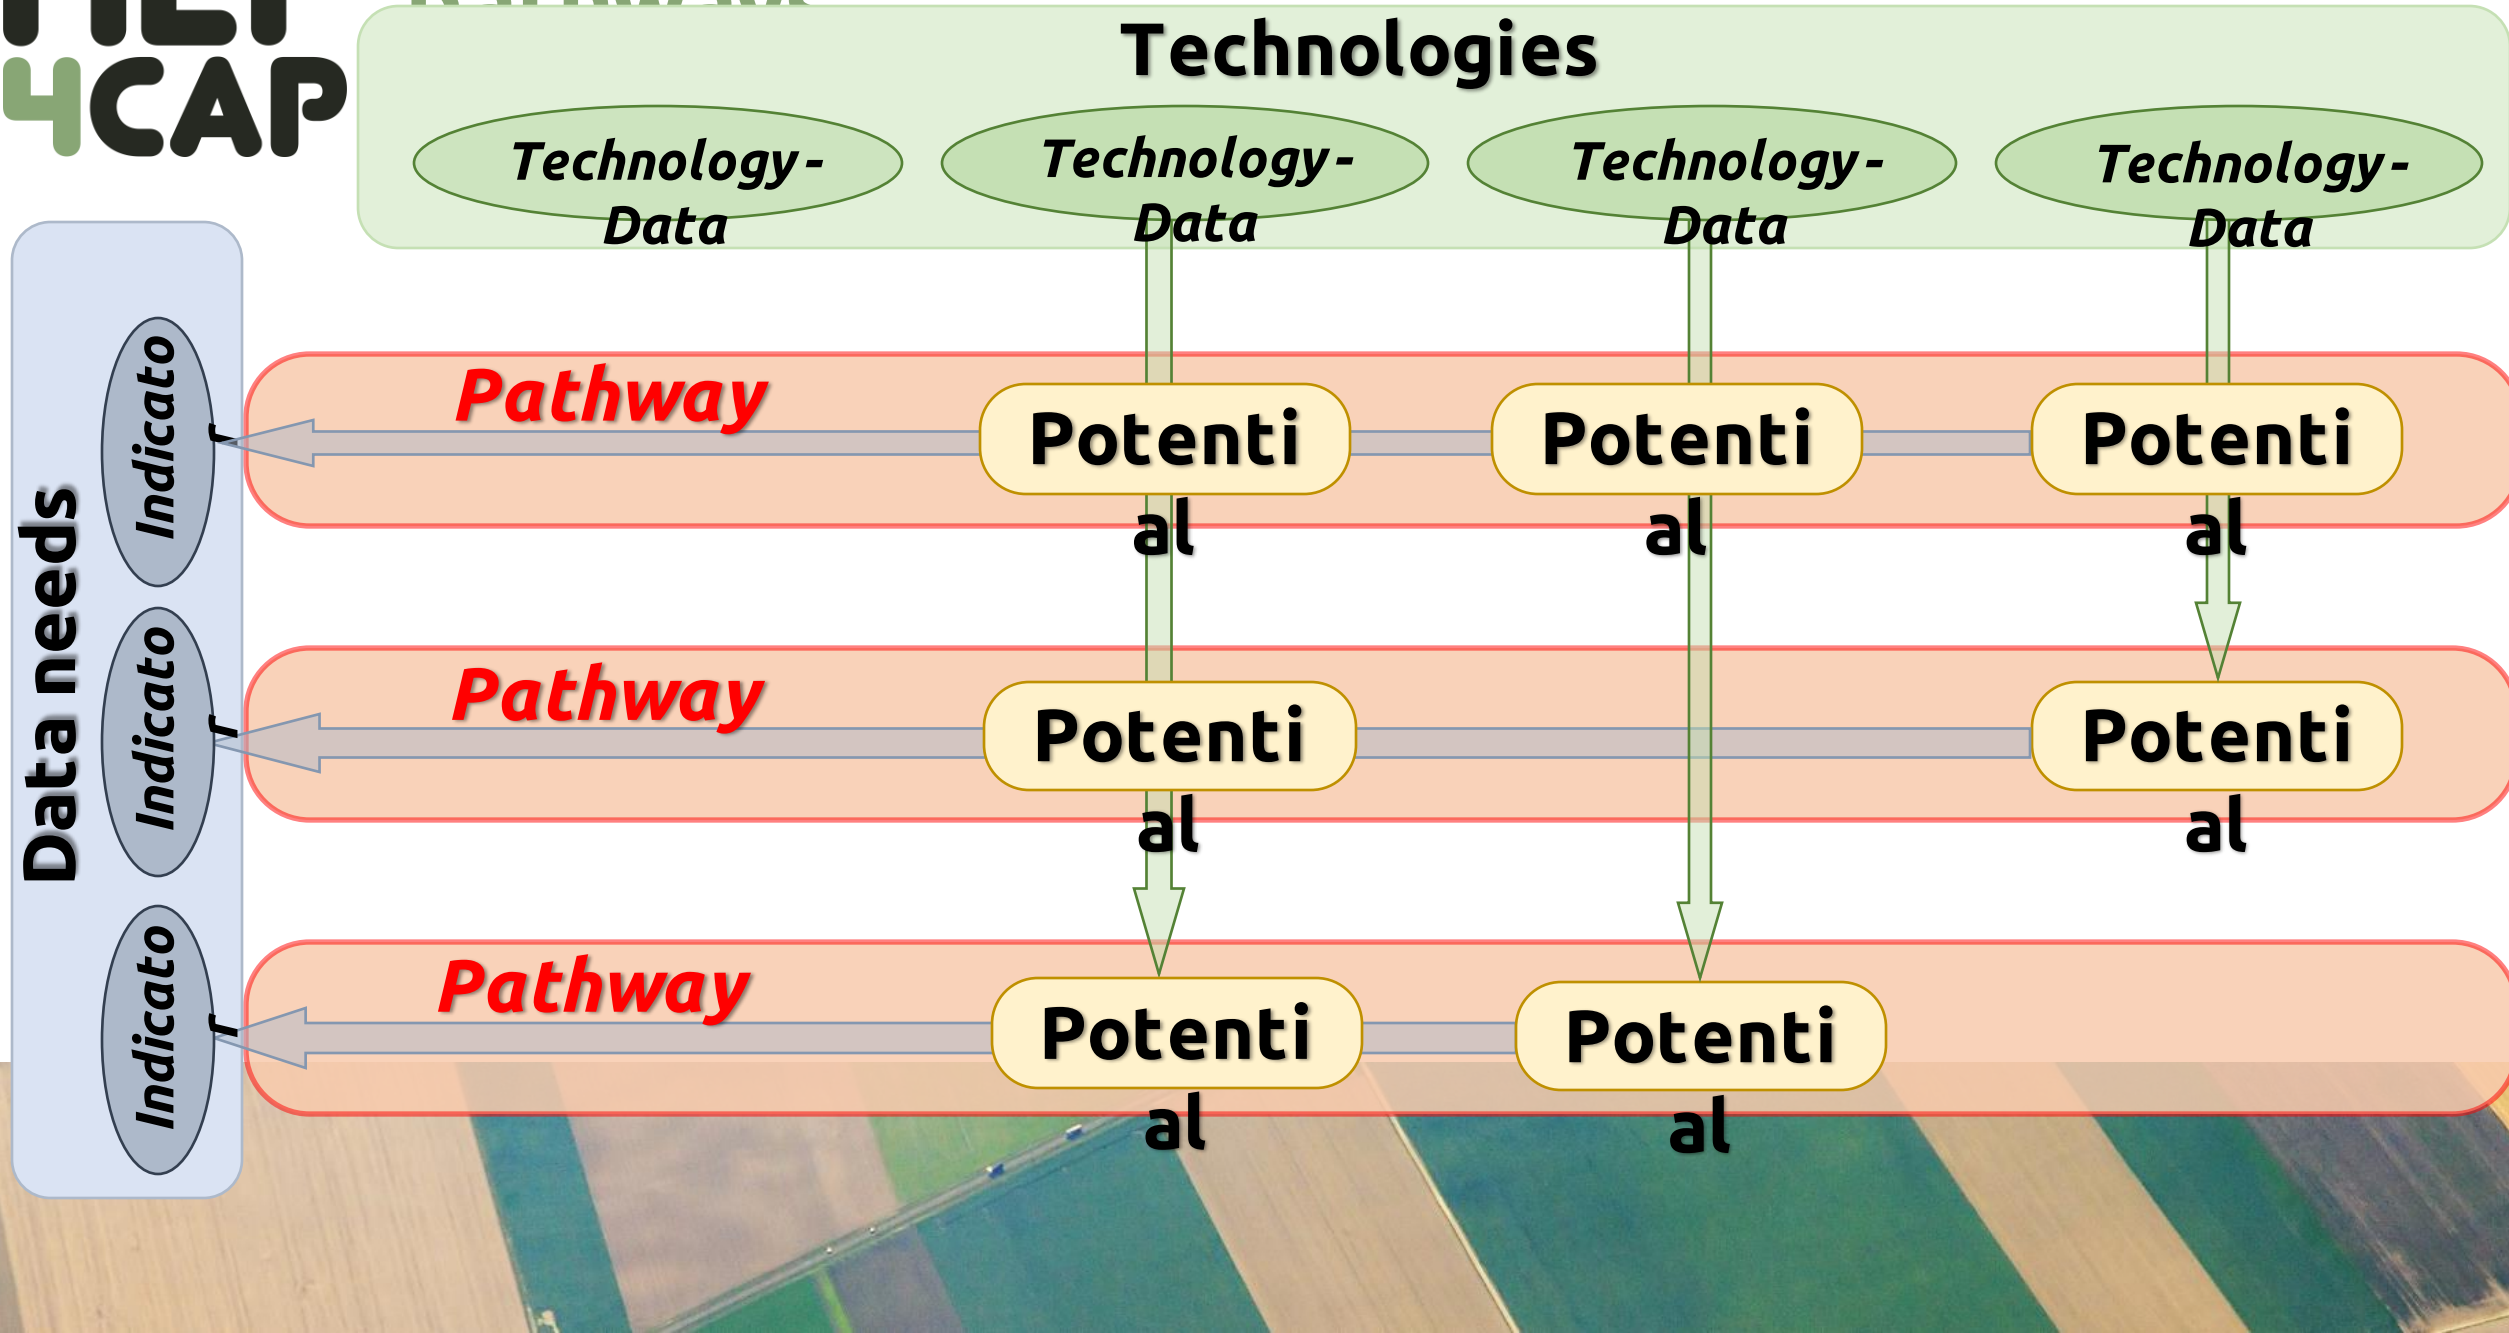 4CAP
Technologies
Technology-
Data
Technology-
Data
Technology-
Data
Technology-
Data
Data needs
Indicato
r
Pathway
Potenti
al
Potenti
al
Potenti
al
Indicato
r
Pathway
Potenti
al
Potenti
al
Indicato
r
Pathway
Potenti
al
Potenti
al